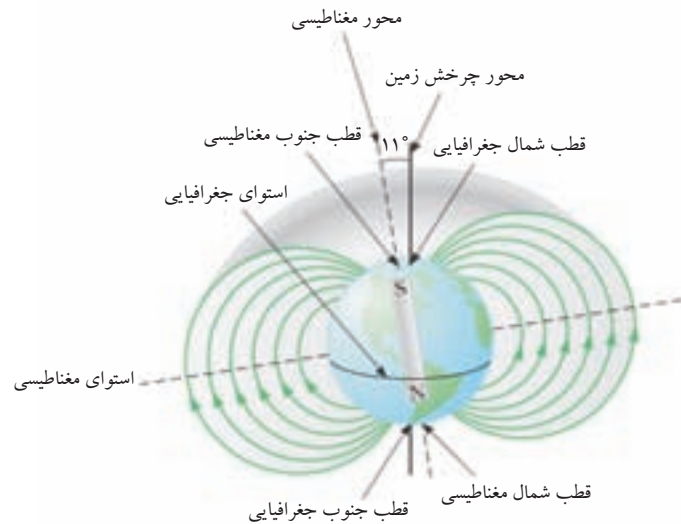 محور مغناطیسی
محور چرخش زمین
۱۱°
قطب شمال جغرافیایی
قطب جنوب مغناطیسی
استوای جغرافیایی
S
استوای مغناطیسی
N
قطب شمال مغناطیسی
قطب جنوب جغرافیایی